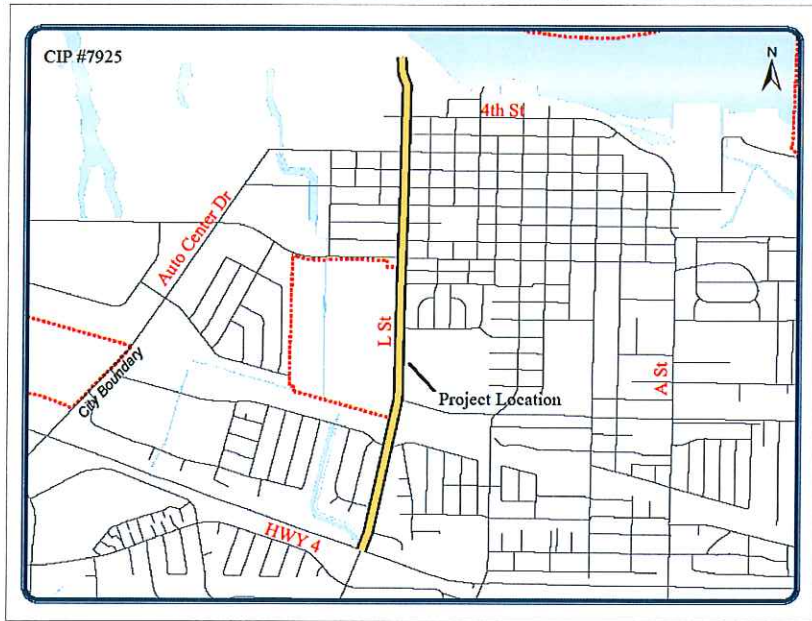 CIP #7925
N
4th St
Auto Center Dr
L St
A St
City Boundary
Project Location
HWY 4